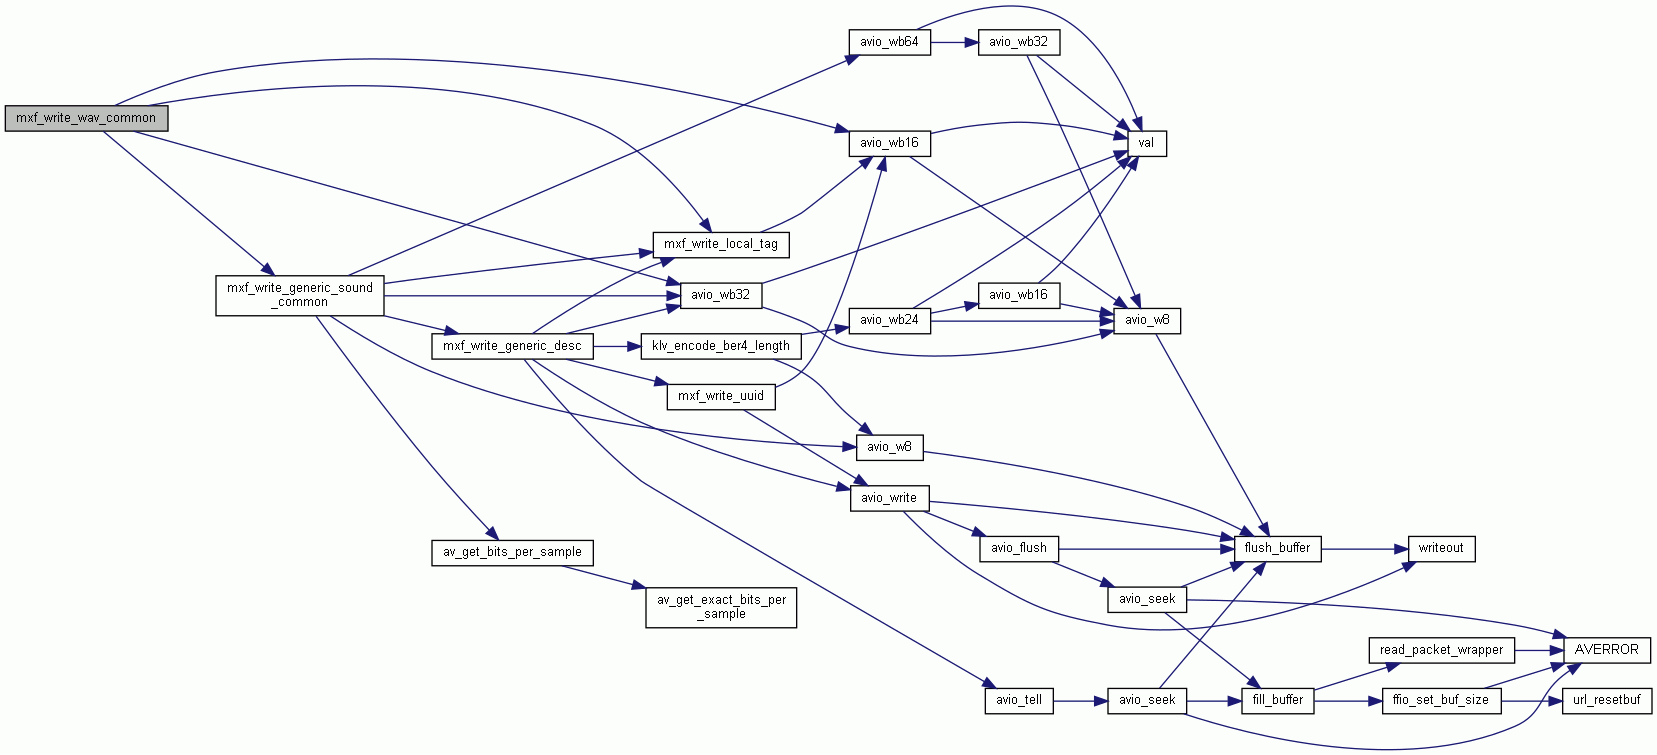 avio_wb64
avio_wb32
mxf_write_wav_common
avio_wb16
val
mxf_write_local_tag
mxf_write_generic_sound
_common
avio_wb32
avio_wb16
avio_wb24
avio_w8
mxf_write_generic_desc
klv_encode_ber4_length
mxf_write_uuid
avio_w8
avio_write
av_get_bits_per_sample
avio_flush
flush_buffer
writeout
av_get_exact_bits_per
_sample
avio_seek
read_packet_wrapper
AVERROR
avio_tell
avio_seek
fill_buffer
ffio_set_buf_size
url_resetbuf